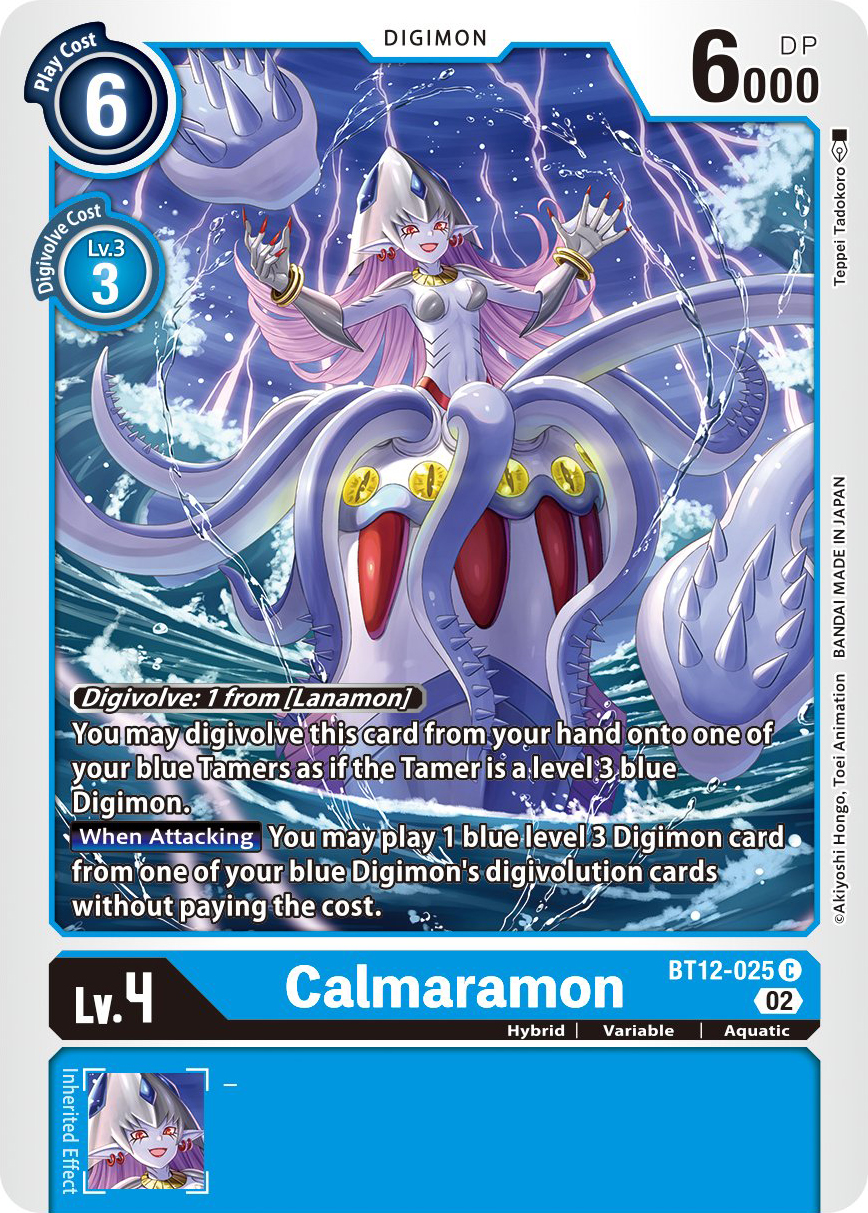 DIGIMON
Play Cost
6
DP
6000
Digivolve Cost
Lv.3
3
Teppei Tadokoro
BANDAI MADE IN JAPAN
©Akiyoshi Hongo, Toei Animation
Digivolve: 1 from [Lanamon]
You may digivolve this card from your hand onto one of
your blue Tamers as if the Tamer is a level 3 blue
Digimon.
When Attacking You may play 1 blue level 3 Digimon card
from one of your blue Digimon's digivolution cards
without paying the cost.
Lv.4
Calmaramon
BT12-025 C
02
Hybrid | Variable | Aquatic
Inherited Effect
–